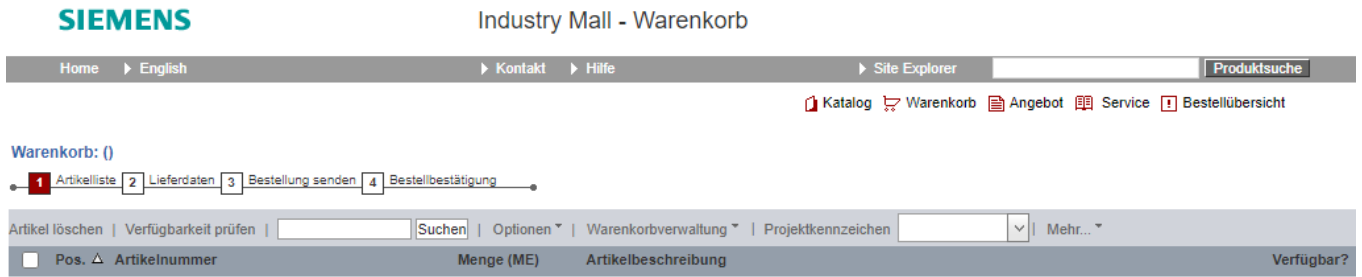 SIEMENS Industry Mall - Warenkorb
Home English Kontakt Hilfe Site Explorer Produktsuche
Katalog Warenkorb Angebot Service Bestellübersicht
Warenkorb: ()
1 Artikelliste 2 Lieferdaten 3 Bestellung senden 4 Bestellbestätigung
Artikel löschen | Verfügbarkeit prüfen | Suchen | Optionen | Warenkorbverwaltung | Projektkennzeichen | Mehr...
Pos. Artikelnummer Menge (ME) Artikelbeschreibung Verfügbar?